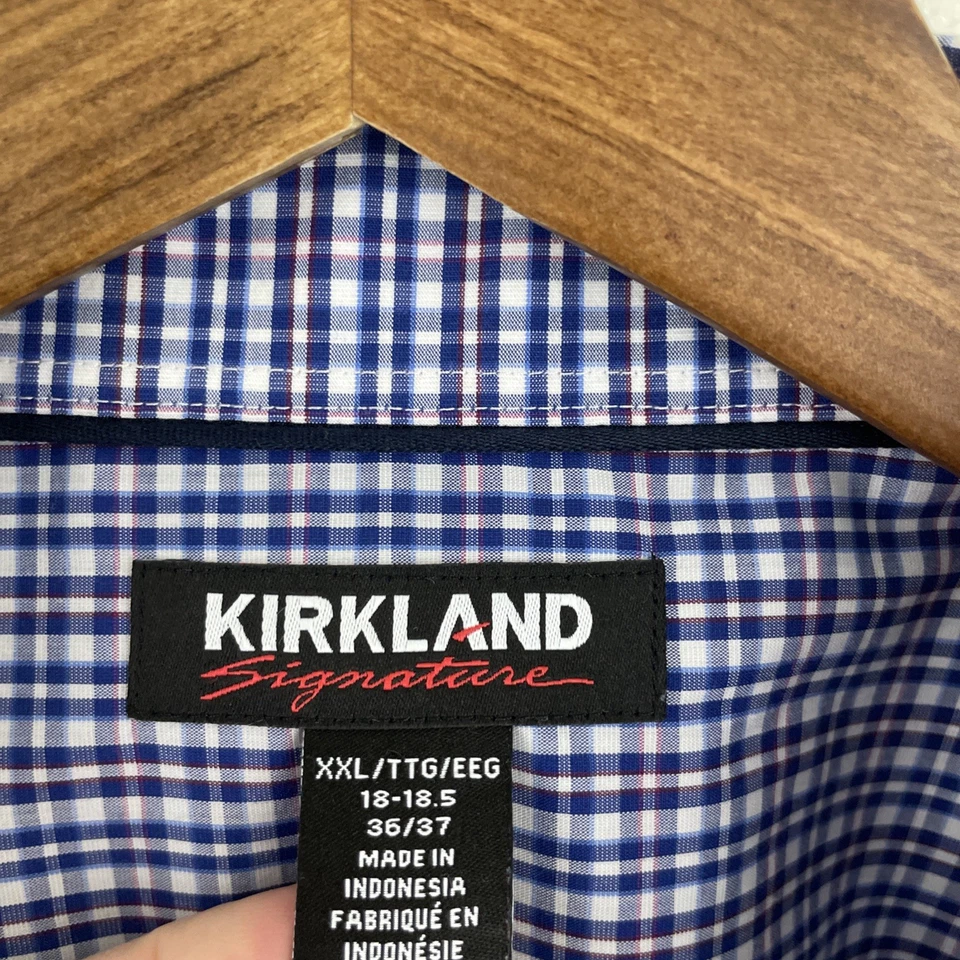 KIRKLAND
Signature
XXL/TTG/EEG
18-18.5
36/37
MADE IN
INDONESIA
FABRIQUÉ EN
INDONÉSIE